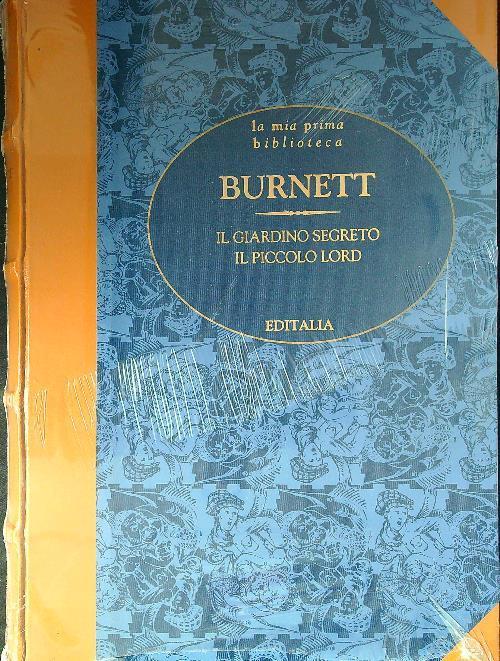 la mia prima
biblioteca
BURNETT
IL GIARDINO SEGRETO
IL PICCOLO LORD
EDITALIA